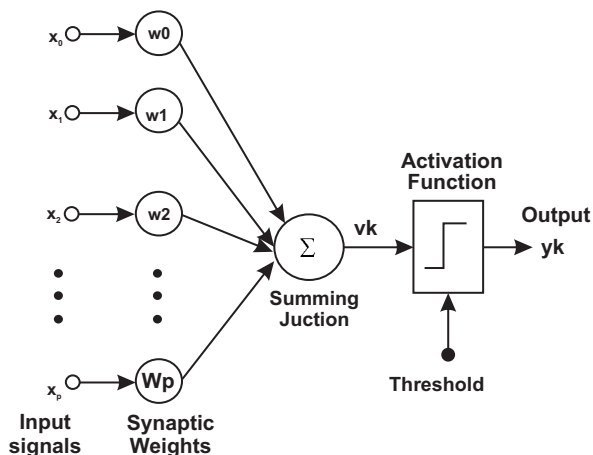 x₀
w0
x₁
w1
x₂
w2
xₚ
Wp
Σ
Summing
Juction
vk
Activation
Function
Output
yk
Threshold
Input
signals
Synaptic
Weights